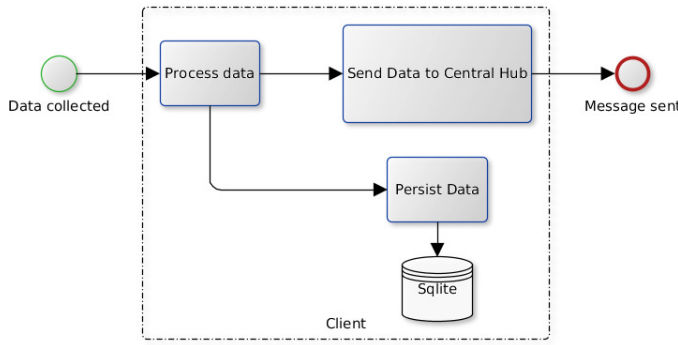 Process data
Send Data to Central Hub
Data collected
Message sent
Persist Data
Sqlite
Client